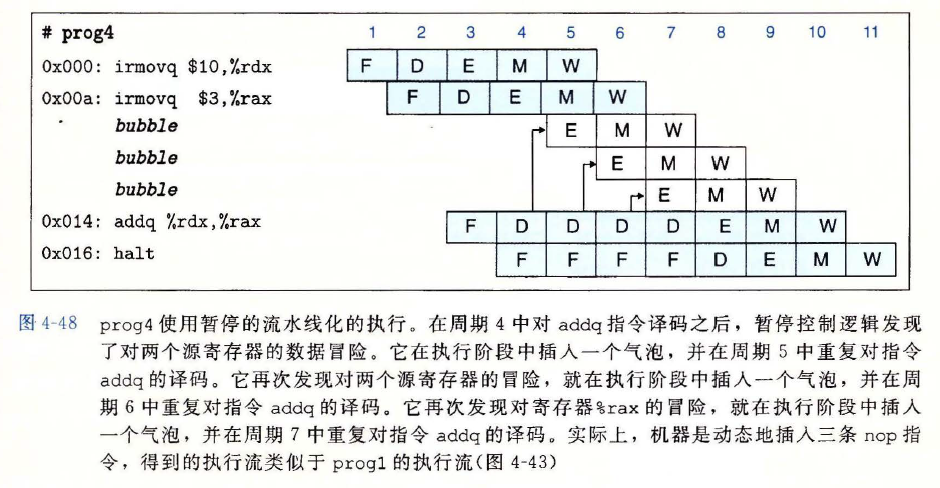 # prog4 1 2 3 4 5 6 7 8 9 10 11
0x000: irmovq $10,%rdx F D E M W
0x00a: irmovq $3,%rax F D E M W
bubble E M W
bubble E M W
bubble E M W
0x014: addq %rdx,%rax F D D D D E M W
0x016: halt F F F F D E M W
图 4-48 prog4 使用暂停的流水线化的执行。在周期 4 中对 addq 指令译码之后，暂停控制逻辑发现
了对两个源寄存器的数据冒险。它在执行阶段中插入一个气泡，并在周期 5 中重复对指令
addq 的译码。它再次发现对两个源寄存器的冒险，就在执行阶段中插入一个气泡，并在周
期 6 中重复对指令 addq 的译码。它再次发现对寄存器%rax 的冒险，就在执行阶段中插入
一个气泡，并在周期 7 中重复对指令 addq 的译码。实际上，机器是动态地插入三条 nop 指
令，得到的执行流类似于 prog1 的执行流(图 4-43)